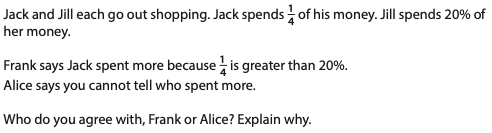 Jack and Jill each go out shopping. Jack spends 1/4 of his money. Jill spends 20% of
her money.
Frank says Jack spent more because 1/4 is greater than 20%.
Alice says you cannot tell who spent more.
Who do you agree with, Frank or Alice? Explain why.